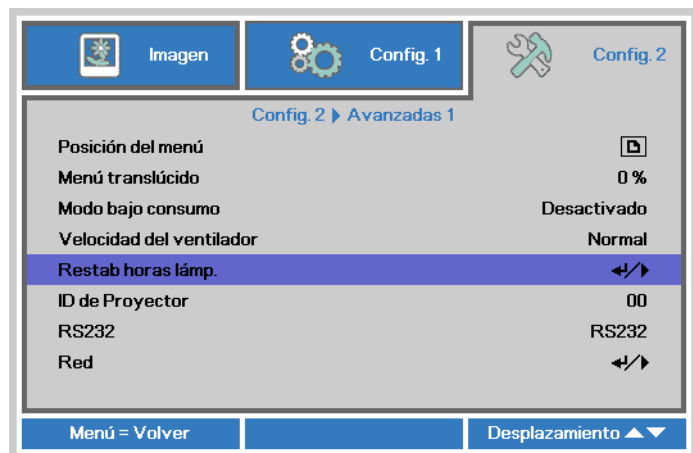 Imagen
Config. 1
Config. 2
Config. 2 ▶ Avanzadas 1
Posición del menú
Menú translúcido 0 %
Modo bajo consumo Desactivado
Velocidad del ventilador Normal
Restab horas lámp. ↵/▶
ID de Proyector 00
RS232 RS232
Red ↵/▶
Menú = Volver Desplazamiento ▲▼